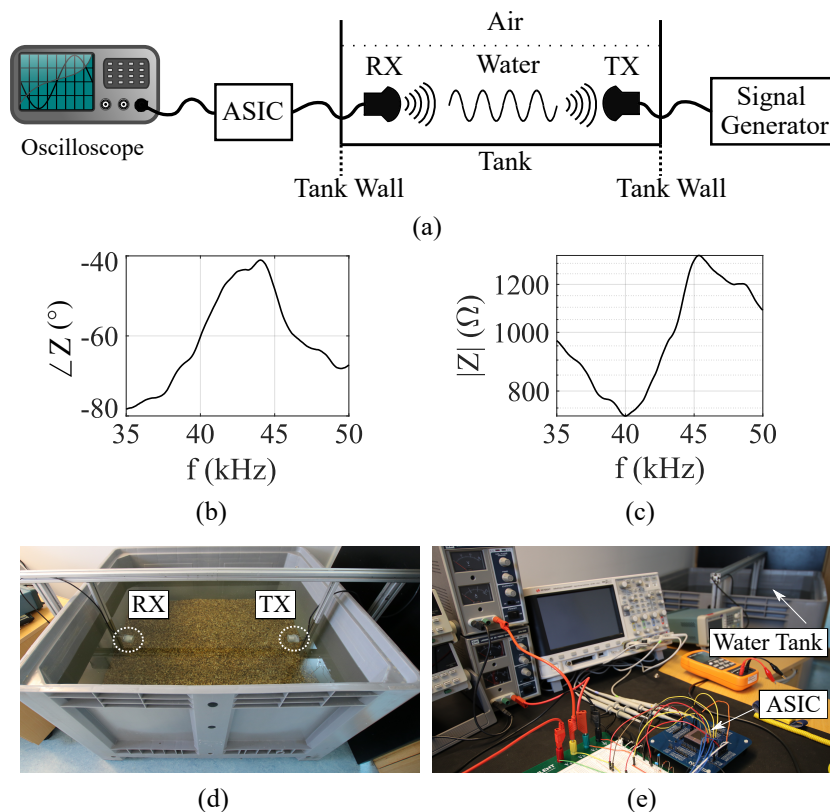 Air
RX Water TX
ASIC
Signal
Generator
Oscilloscope
Tank
Tank Wall Tank Wall
(a)
-40
-60
-80
35 40 45 50
∠Z (°)
f (kHz)
(b)
1200
1000
800
35 40 45 50
|Z| (Ω)
f (kHz)
(c)
RX TX
(d)
Water Tank
ASIC
(e)